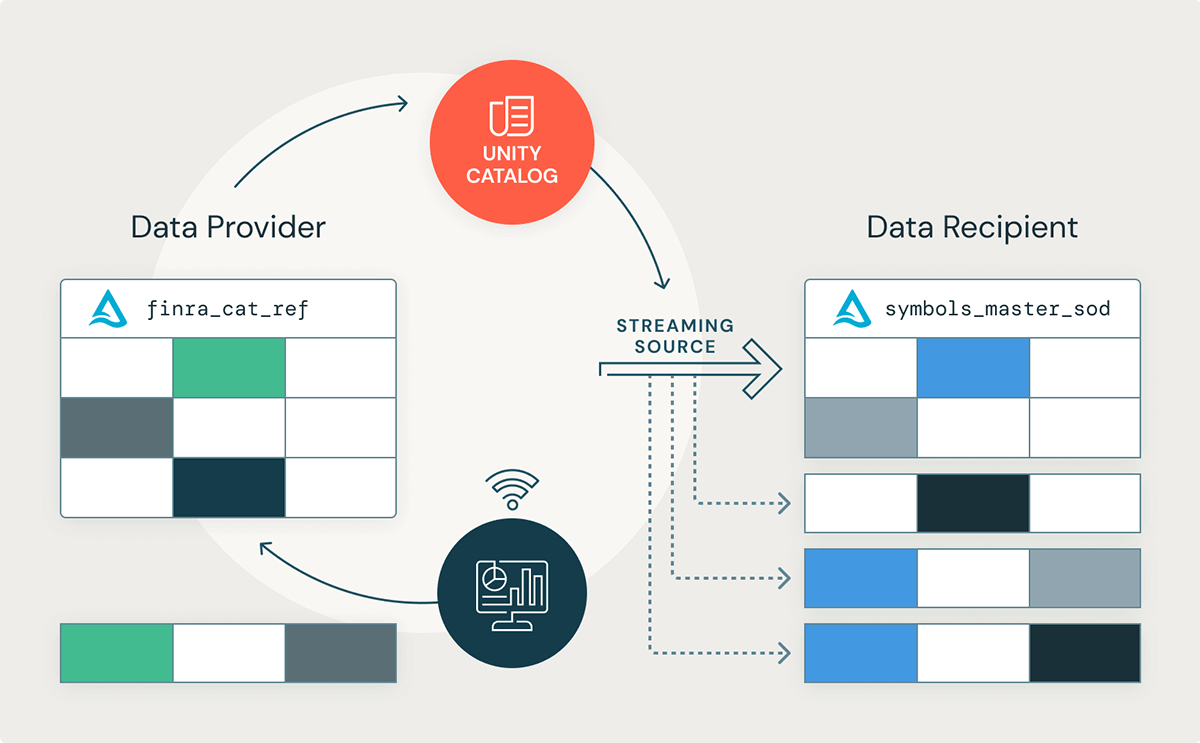 UNITY
CATALOG
Data Provider
Data Recipient
finra_cat_ref
symbols_master_sod
STREAMING
SOURCE